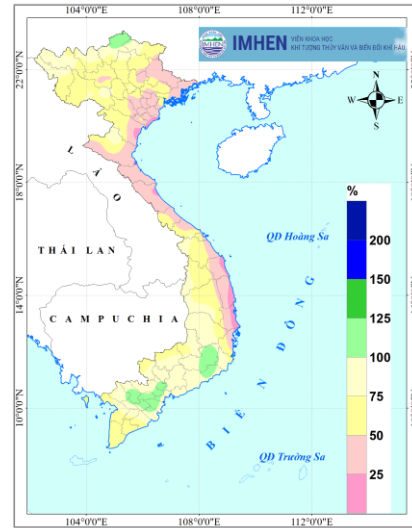 104°0'0"E 108°0'0"E 112°0'0"E
IMHEN VIỆN KHOA HỌC
KHÍ TƯỢNG THỦY VĂN VÀ BIẾN ĐỔI KHÍ HẬU
22°0'0"N
N
W E
S
LÀO
18°0'0"N
%
QĐ Hoàng Sa
THÁI LAN
200
150
14°0'0"N
CAMPUCHIA
125
100
BIỂN ĐÔNG
75
50
10°0'0"N
QĐ Trường Sa
25
104°0'0"E 108°0'0"E 112°0'0"E